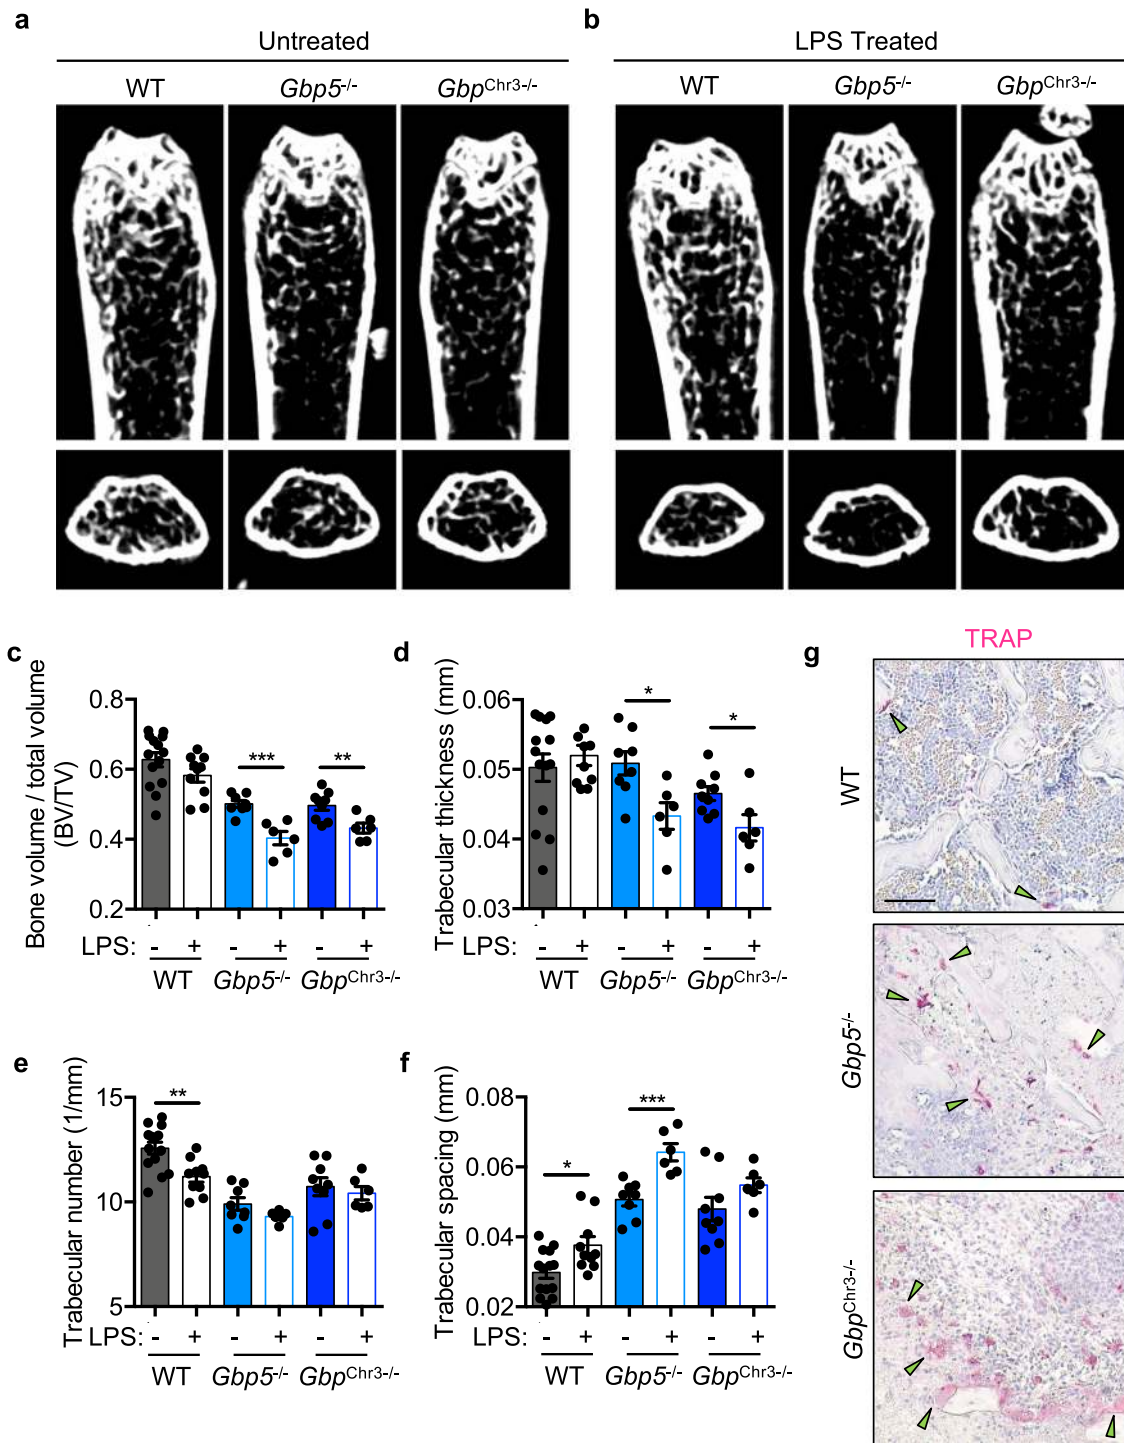 a
Untreated
WT Gbp5-/- GbpChr3-/-
b
LPS Treated
WT Gbp5-/- GbpChr3-/-
c
Bone volume / total volume
(BV/TV)
0.8
0.6
0.4
0.2
*** **
LPS: - + - + - +
WT Gbp5-/- GbpChr3-/-
d
Trabecular thickness (mm)
0.06
0.05
0.04
0.03
* *
LPS: - + - + - +
WT Gbp5-/- GbpChr3-/-
e
Trabecular number (1/mm)
15
10
5
**
LPS: - + - + - +
WT Gbp5-/- GbpChr3-/-
f
Trabecular spacing (mm)
0.08
0.06
0.04
0.02
* ***
LPS: - + - + - +
WT Gbp5-/- GbpChr3-/-
g
TRAP
WT
Gbp5-/-
GbpChr3-/-